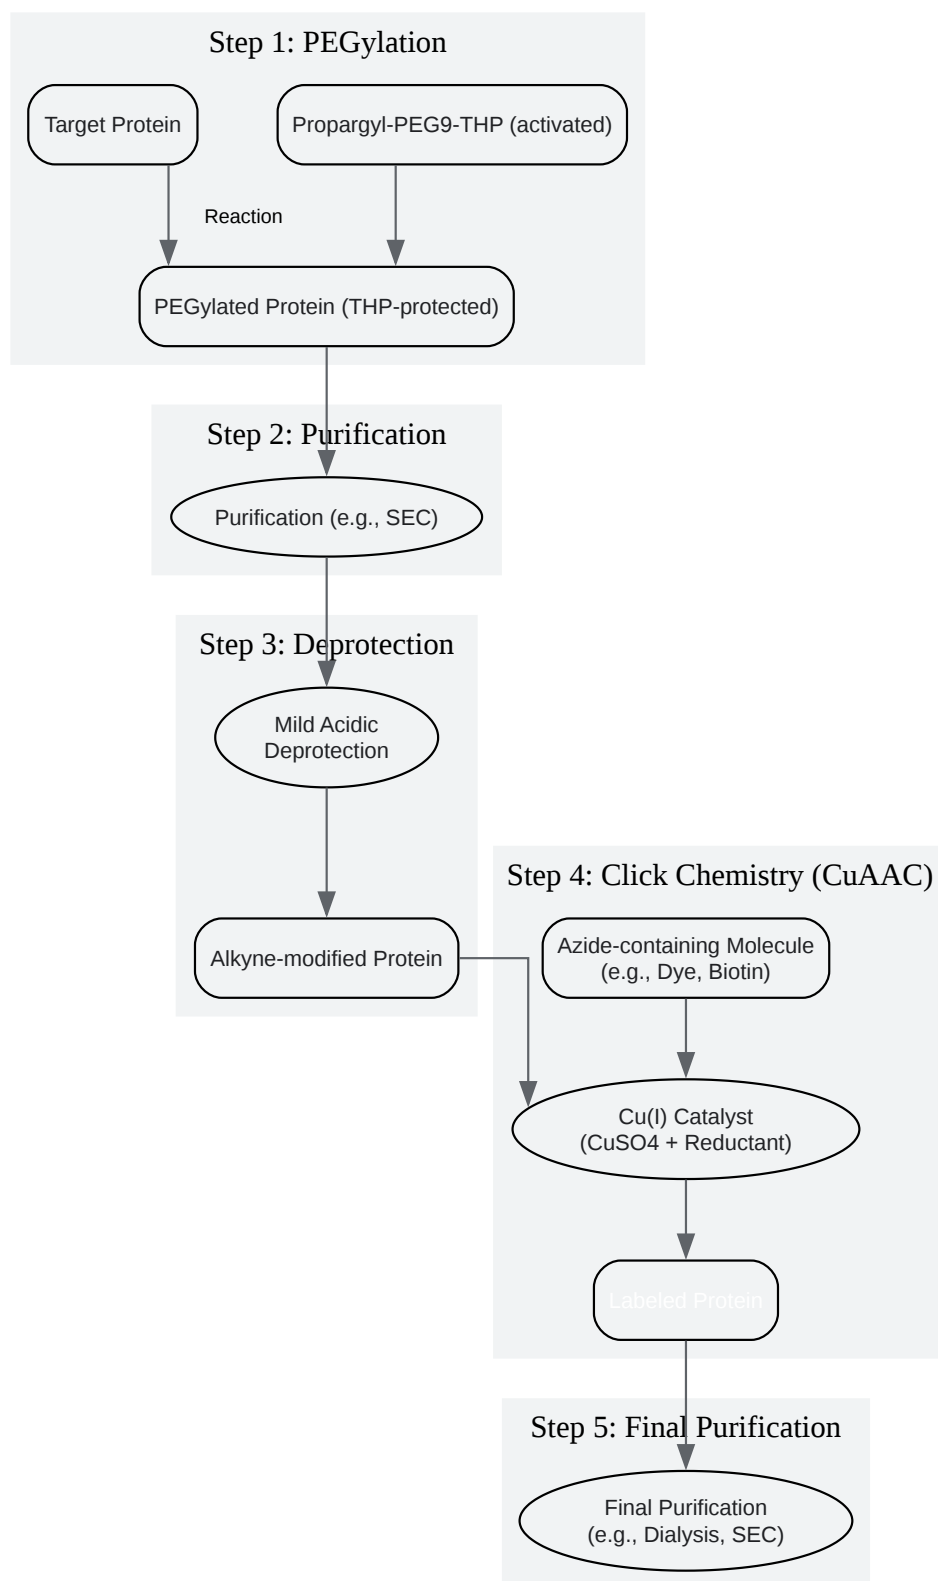 Step 1: PEGylation
Target Protein
Propargyl-PEG9-THP (activated)
Reaction
PEGylated Protein (THP-protected)
Step 2: Purification
Purification (e.g., SEC)
Step 3: Deprotection
Mild Acidic
Deprotection
Alkyne-modified Protein
Step 4: Click Chemistry (CuAAC)
Azide-containing Molecule
(e.g., Dye, Biotin)
Cu(I) Catalyst
(CuSO4 + Reductant)
Labeled Protein
Step 5: Final Purification
Final Purification
(e.g., Dialysis, SEC)